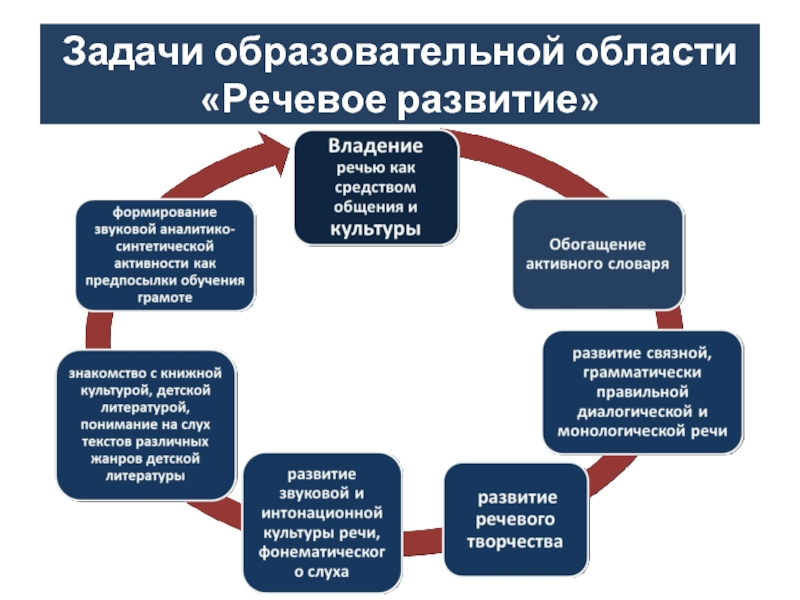 Задачи образовательной области
«Речевое развитие»
Владение
речью как
средством
общения и
культуры
Обогащение
активного словаря
развитие связной,
грамматически
правильной
диалогической и
монологической речи
развитие
речевого
творчества
развитие
звуковой и
интонационной
культуры речи,
фонематическог
о слуха
знакомство с книжной
культурой, детской
литературой,
понимание на слух
текстов различных
жанров детской
литературы
формирование
звуковой аналитико-
синтетической
активности как
предпосылки обучения
грамоте